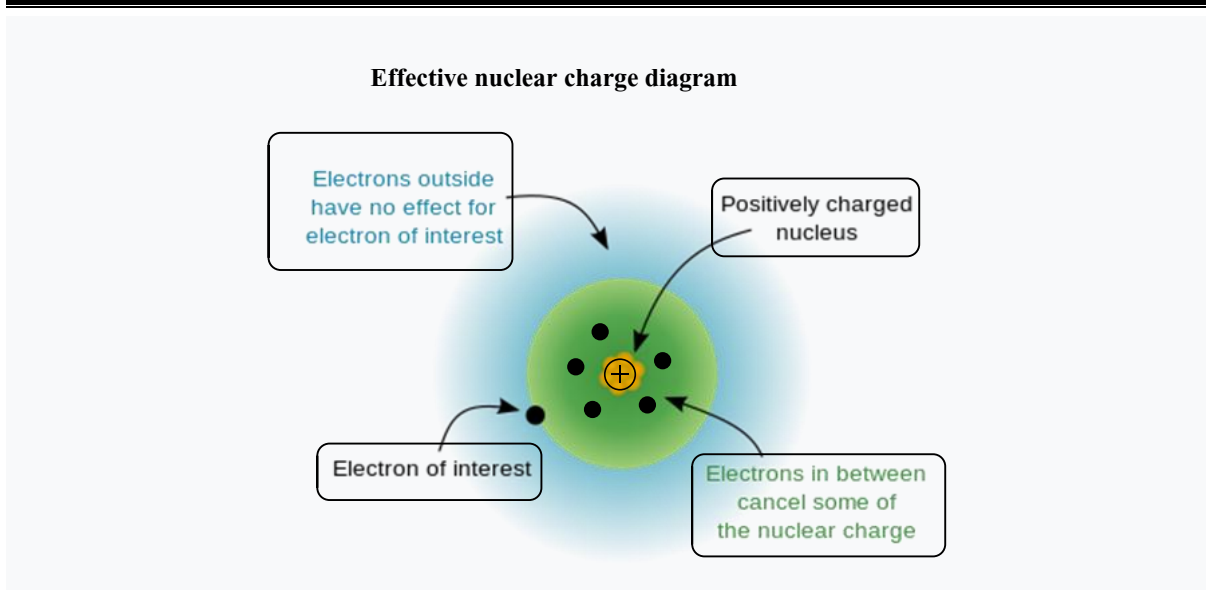 Effective nuclear charge diagram
Electrons outside
have no effect for
electron of interest
Positively charged
nucleus
+
Electron of interest
Electrons in between
cancel some of
the nuclear charge